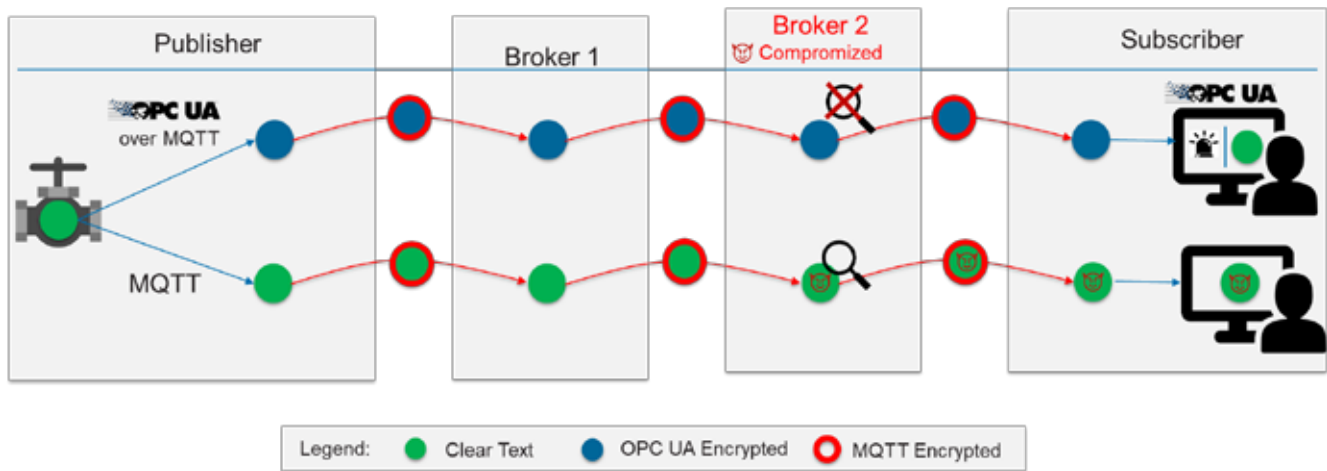 Publisher
Broker 1
Broker 2
Compromized
Subscriber
OPC UA
over MQTT
OPC UA
MQTT
Legend:
Clear Text
OPC UA Encrypted
MQTT Encrypted